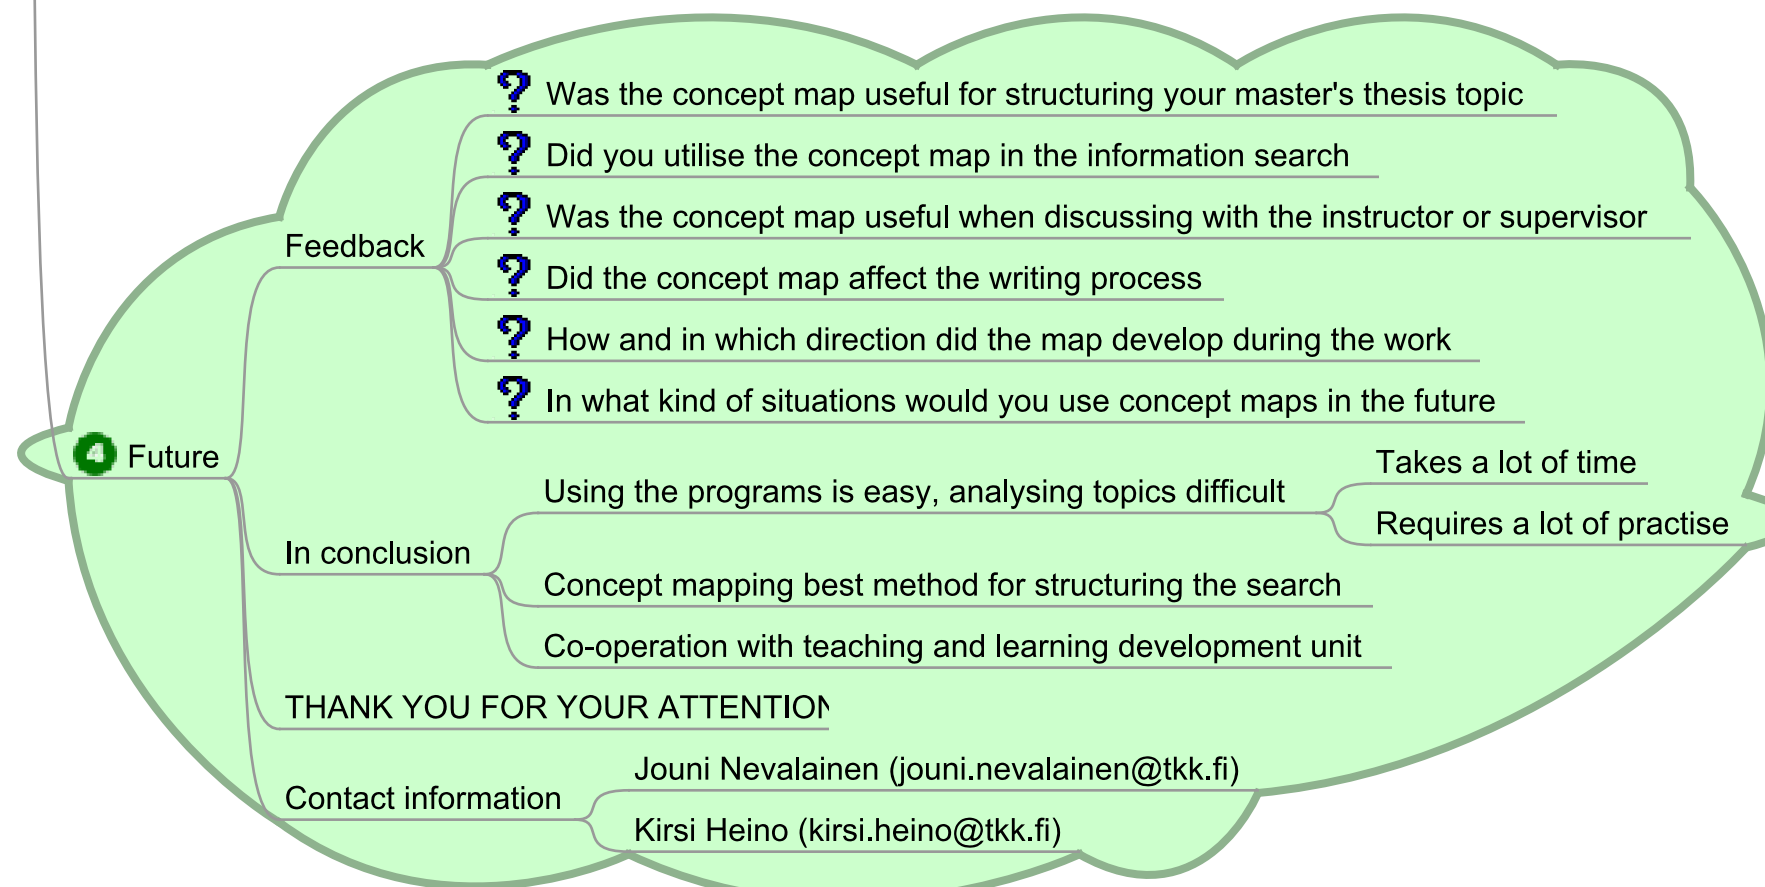 Was the concept map useful for structuring your master's thesis topic
Did you utilise the concept map in the information search
Was the concept map useful when discussing with the instructor or supervisor
Feedback
Did the concept map affect the writing process
How and in which direction did the map develop during the work
In what kind of situations would you use concept maps in the future
4 Future
Using the programs is easy, analysing topics difficult
Takes a lot of time
Requires a lot of practise
In conclusion
Concept mapping best method for structuring the search
Co-operation with teaching and learning development unit
THANK YOU FOR YOUR ATTENTION
Jouni Nevalainen (jouni.nevalainen@tkk.fi)
Contact information
Kirsi Heino (kirsi.heino@tkk.fi)